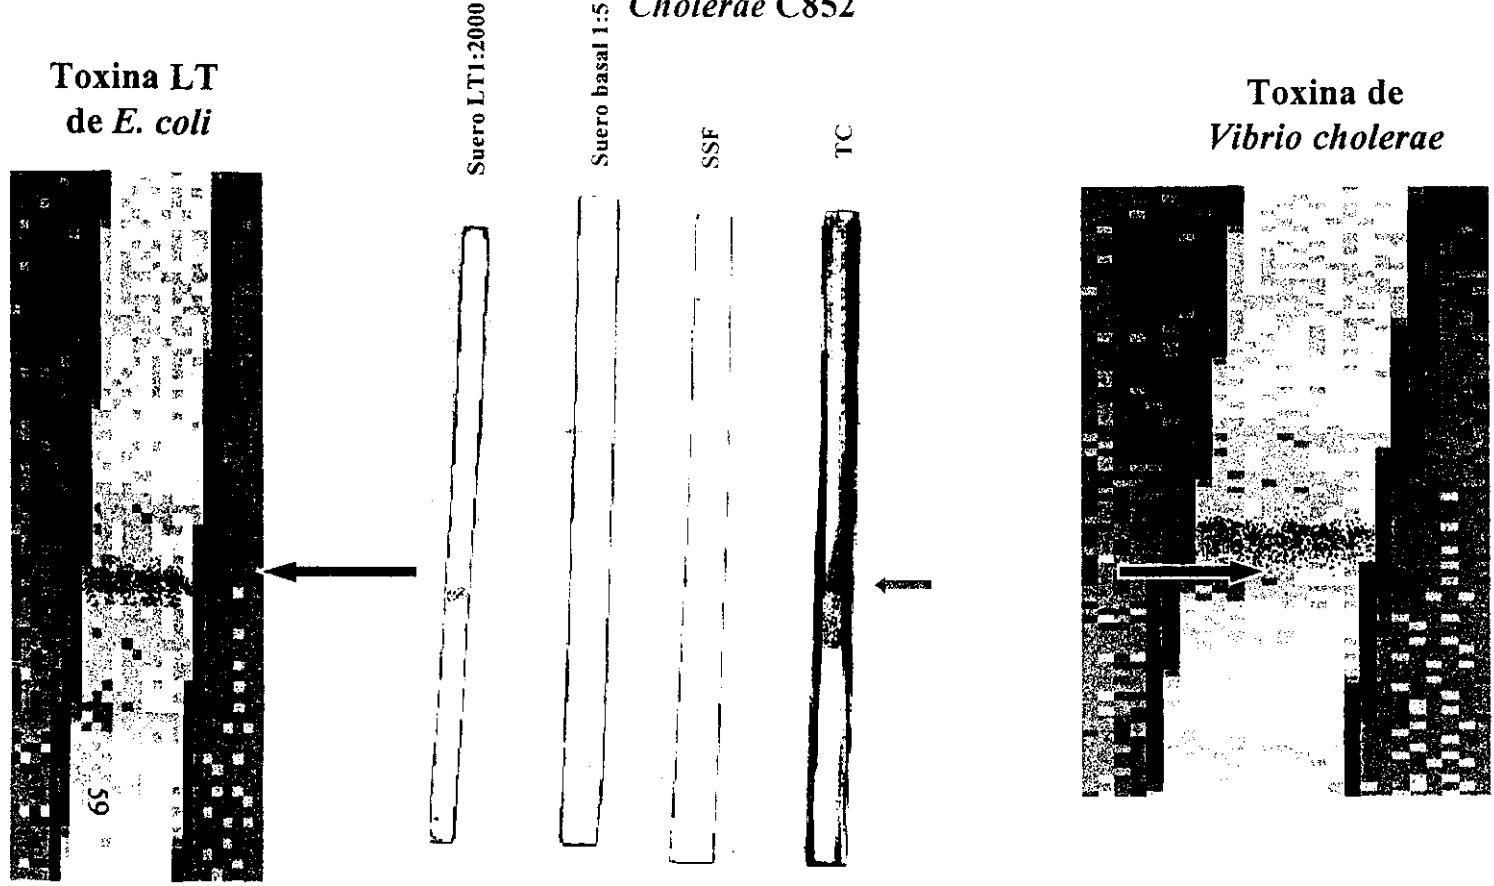 Cholerae C852
Toxina LT
de E. coli
Suero LT1:2000
Suero basal 1:5
SSF
TC
Toxina de
Vibrio cholerae
59